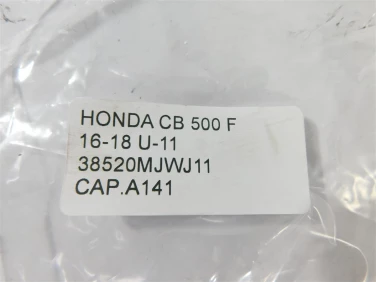 HONDA CB 500 F
16-18 U-11
38520MJWJ11
CAP.A141